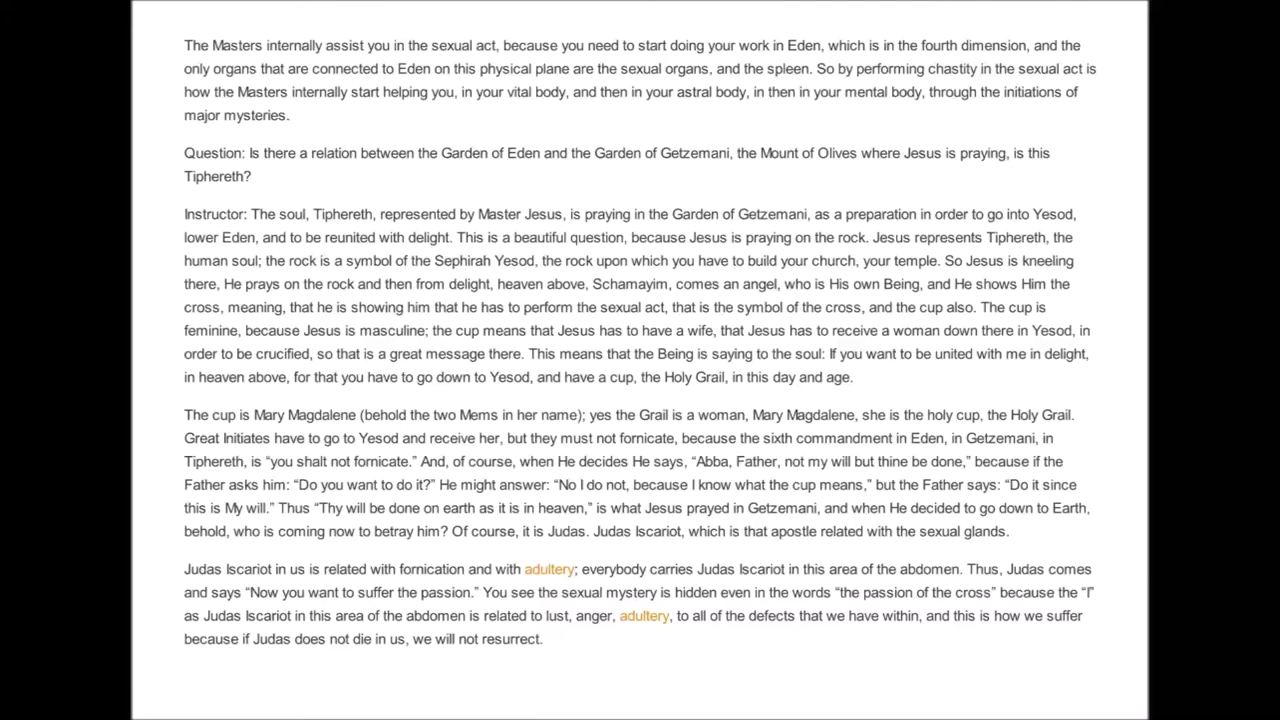 The Masters internally assist you in the sexual act, because you need to start doing your work in Eden, which is in the fourth dimension, and the
only organs that are connected to Eden on this physical plane are the sexual organs, and the spleen. So by performing chastity in the sexual act is
how the Masters internally start helping you, in your vital body, and then in your astral body, in then in your mental body, through the initiations of
major mysteries.
Question: Is there a relation between the Garden of Eden and the Garden of Getzemani, the Mount of Olives where Jesus is praying, is this
Tiphereth?
Instructor: The soul, Tiphereth, represented by Master Jesus, is praying in the Garden of Getzemani, as a preparation in order to go into Yesod,
lower Eden, and to be reunited with delight. This is a beautiful question, because Jesus is praying on the rock. Jesus represents Tiphereth, the
human soul; the rock is a symbol of the Sephirah Yesod, the rock upon which you have to build your church, your temple. So Jesus is kneeling
there, He prays on the rock and then from delight, heaven above, Schamayim, comes an angel, who is His own Being, and He shows Him the
cross, meaning, that he is showing him that he has to perform the sexual act, that is the symbol of the cross, and the cup also. The cup is
feminine, because Jesus is masculine; the cup means that Jesus has to have a wife, that Jesus has to receive a woman down there in Yesod, in
order to be crucified, so that is a great message there. This means that the Being is saying to the soul: If you want to be united with me in delight,
in heaven above, for that you have to go down to Yesod, and have a cup, the Holy Grail, in this day and age.
The cup is Mary Magdalene (behold the two Mems in her name); yes the Grail is a woman, Mary Magdalene, she is the holy cup, the Holy Grail.
Great Initiates have to go to Yesod and receive her, but they must not fornicate, because the sixth commandment in Eden, in Getzemani, in
Tiphereth, is “you shalt not fornicate.” And, of course, when He decides He says, “Abba, Father, not my will but thine be done,” because if the
Father asks him: “Do you want to do it?” He might answer: “No I do not, because I know what the cup means,” but the Father says: “Do it since
this is My will.” Thus “Thy will be done on earth as it is in heaven,” is what Jesus prayed in Getzemani, and when He decided to go down to Earth,
behold, who is coming now to betray him? Of course, it is Judas. Judas Iscariot, which is that apostle related with the sexual glands.
Judas Iscariot in us is related with fornication and with adultery; everybody carries Judas Iscariot in this area of the abdomen. Thus, Judas comes
and says “Now you want to suffer the passion.” You see the sexual mystery is hidden even in the words “the passion of the cross” because the “I”
as Judas Iscariot in this area of the abdomen is related to lust, anger, adultery, to all of the defects that we have within, and this is how we suffer
because if Judas does not die in us, we will not resurrect.